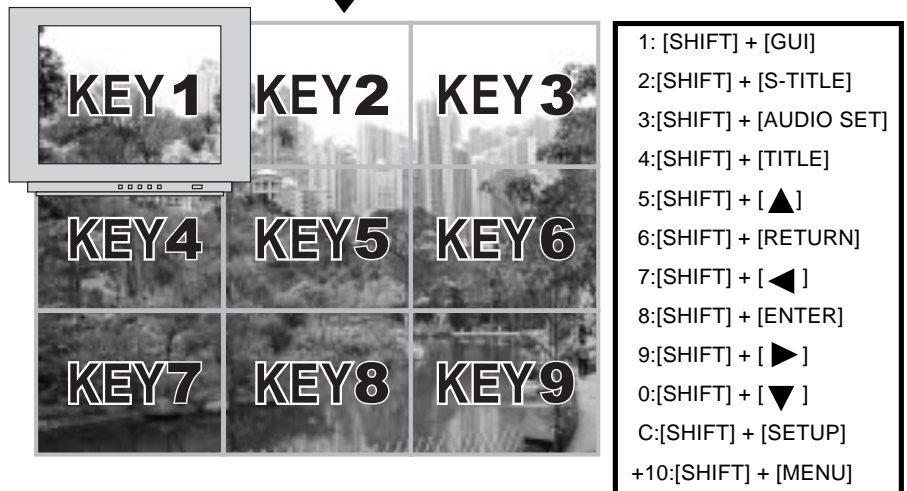 KEY1 KEY2 KEY3
KEY4 KEY5 KEY6
KEY7 KEY8 KEY9
1: [SHIFT] + [GUI]
2:[SHIFT] + [S-TITLE]
3:[SHIFT] + [AUDIO SET]
4:[SHIFT] + [TITLE]
5:[SHIFT] + [▲]
6:[SHIFT] + [RETURN]
7:[SHIFT] + [◀]
8:[SHIFT] + [ENTER]
9:[SHIFT] + [▶]
0:[SHIFT] + [▼]
C:[SHIFT] + [SETUP]
+10:[SHIFT] + [MENU]